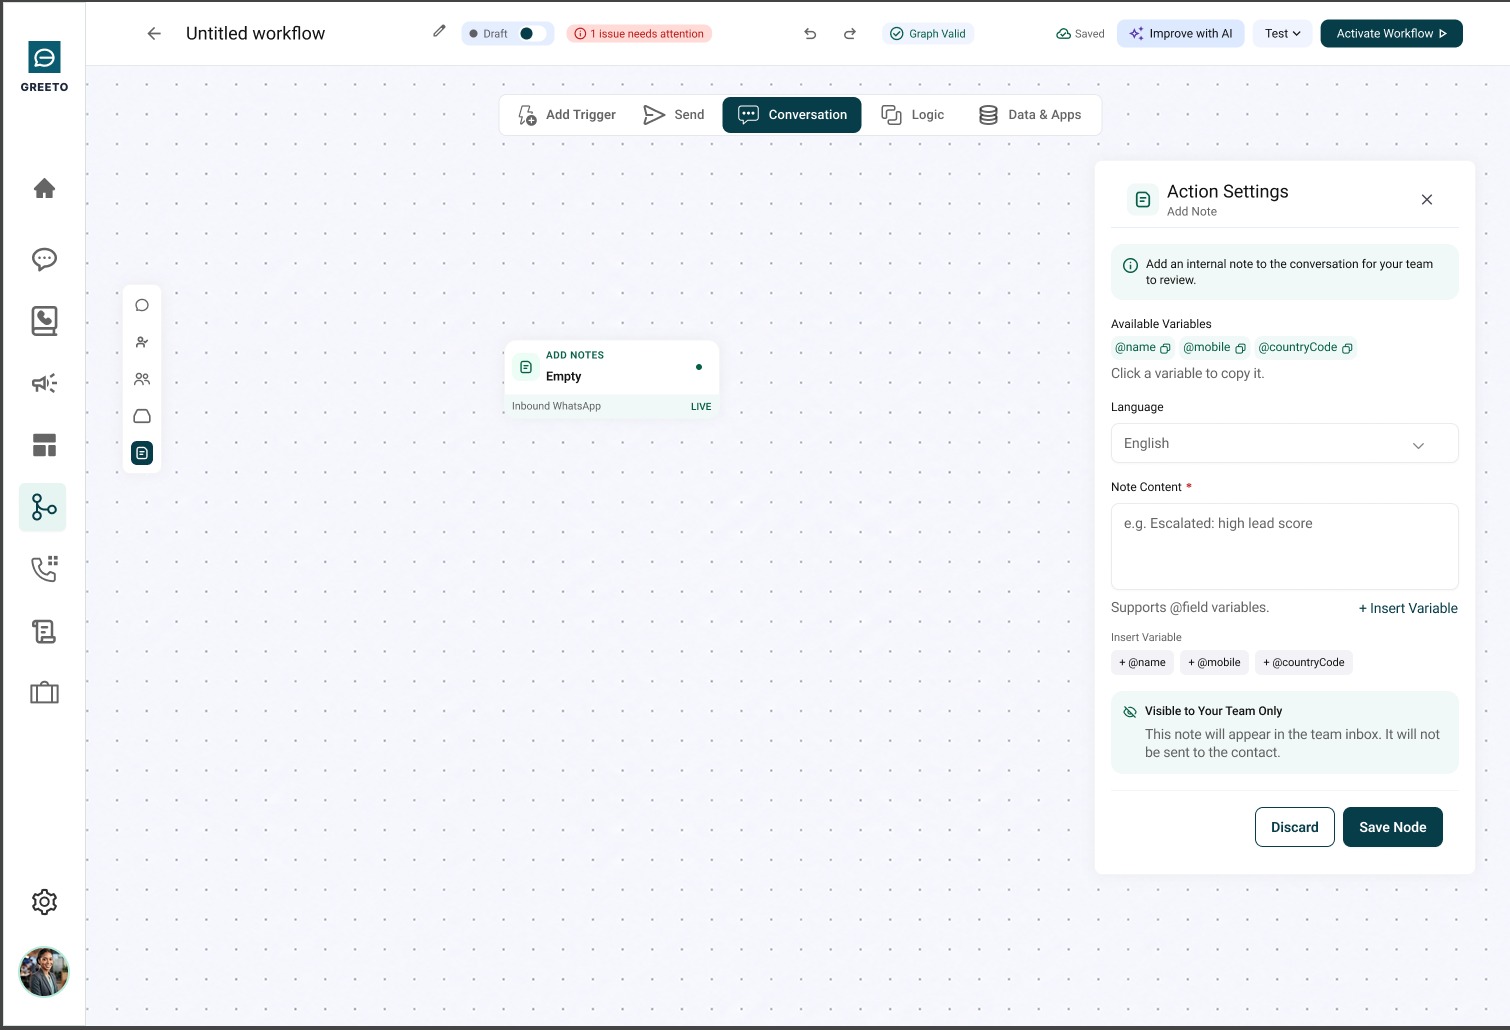 GREETO
Untitled workflow
Draft
1 issue needs attention
Graph Valid
Saved
Improve with AI
Test
Activate Workflow
Add Trigger
Send
Conversation
Logic
Data & Apps
ADD NOTES
Empty
Inbound WhatsApp
LIVE
Action Settings
Add Note
Add an internal note to the conversation for your team
to review.
Available Variables
@name
@mobile
@countryCode
Click a variable to copy it.
Language
English
Note Content *
e.g. Escalated: high lead score
Supports @field variables.
+ Insert Variable
Insert Variable
+ @name
+ @mobile
+ @countryCode
Visible to Your Team Only
This note will appear in the team inbox. It will not
be sent to the contact.
Discard
Save Node